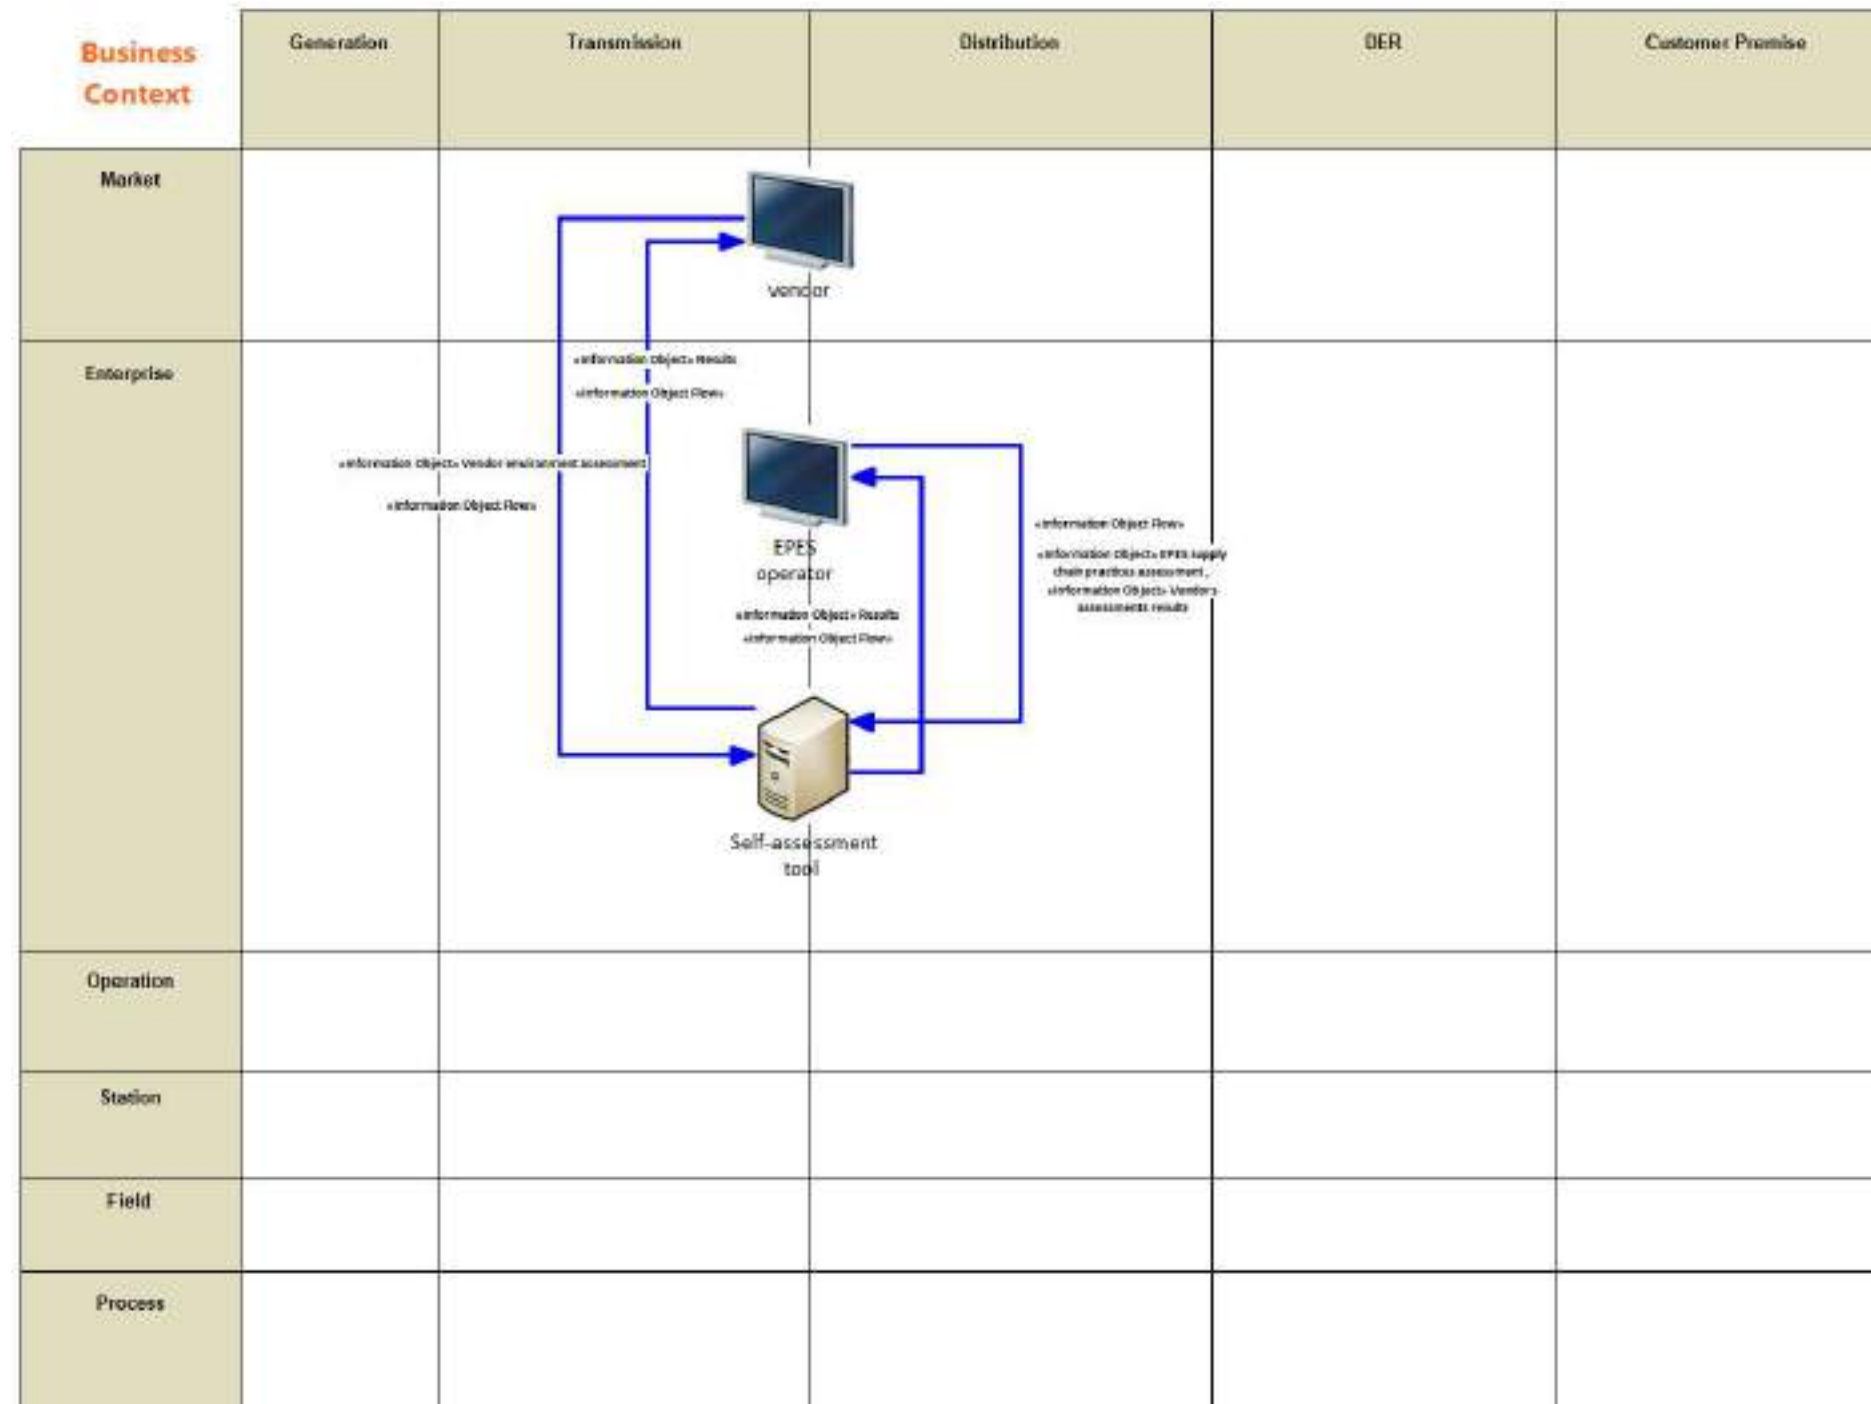 Business
Context
Generation
Transmission
Distribution
DER
Customer Premise
Market
vendor
Enterprise
«Information Object» Results
«Information Object Flow»
«Information Object» Vendor environment assessment
«Information Object Flow»
EPES
operator
«Information Object Flow»
«Information Object» EPES supply
chain practices assessment,
«Information Object» Vendors
assessments results
«Information Object» Results
«Information Object Flow»
Self-assessment
tool
Operation
Station
Field
Process